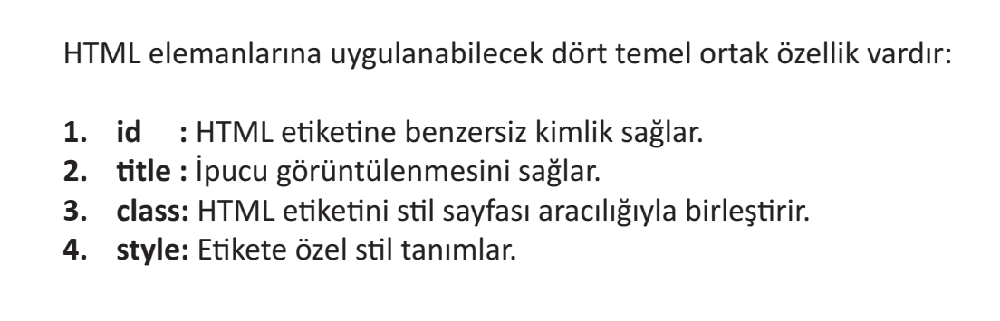 HTML elemanlarına uygulanabilecek dört temel ortak özellik vardır:
1. id : HTML etiketine benzersiz kimlik sağlar.
2. title : İpucu görüntülenmesini sağlar.
3. class: HTML etiketini stil sayfası aracılığıyla birleştirir.
4. style: Etikete özel stil tanımlar.